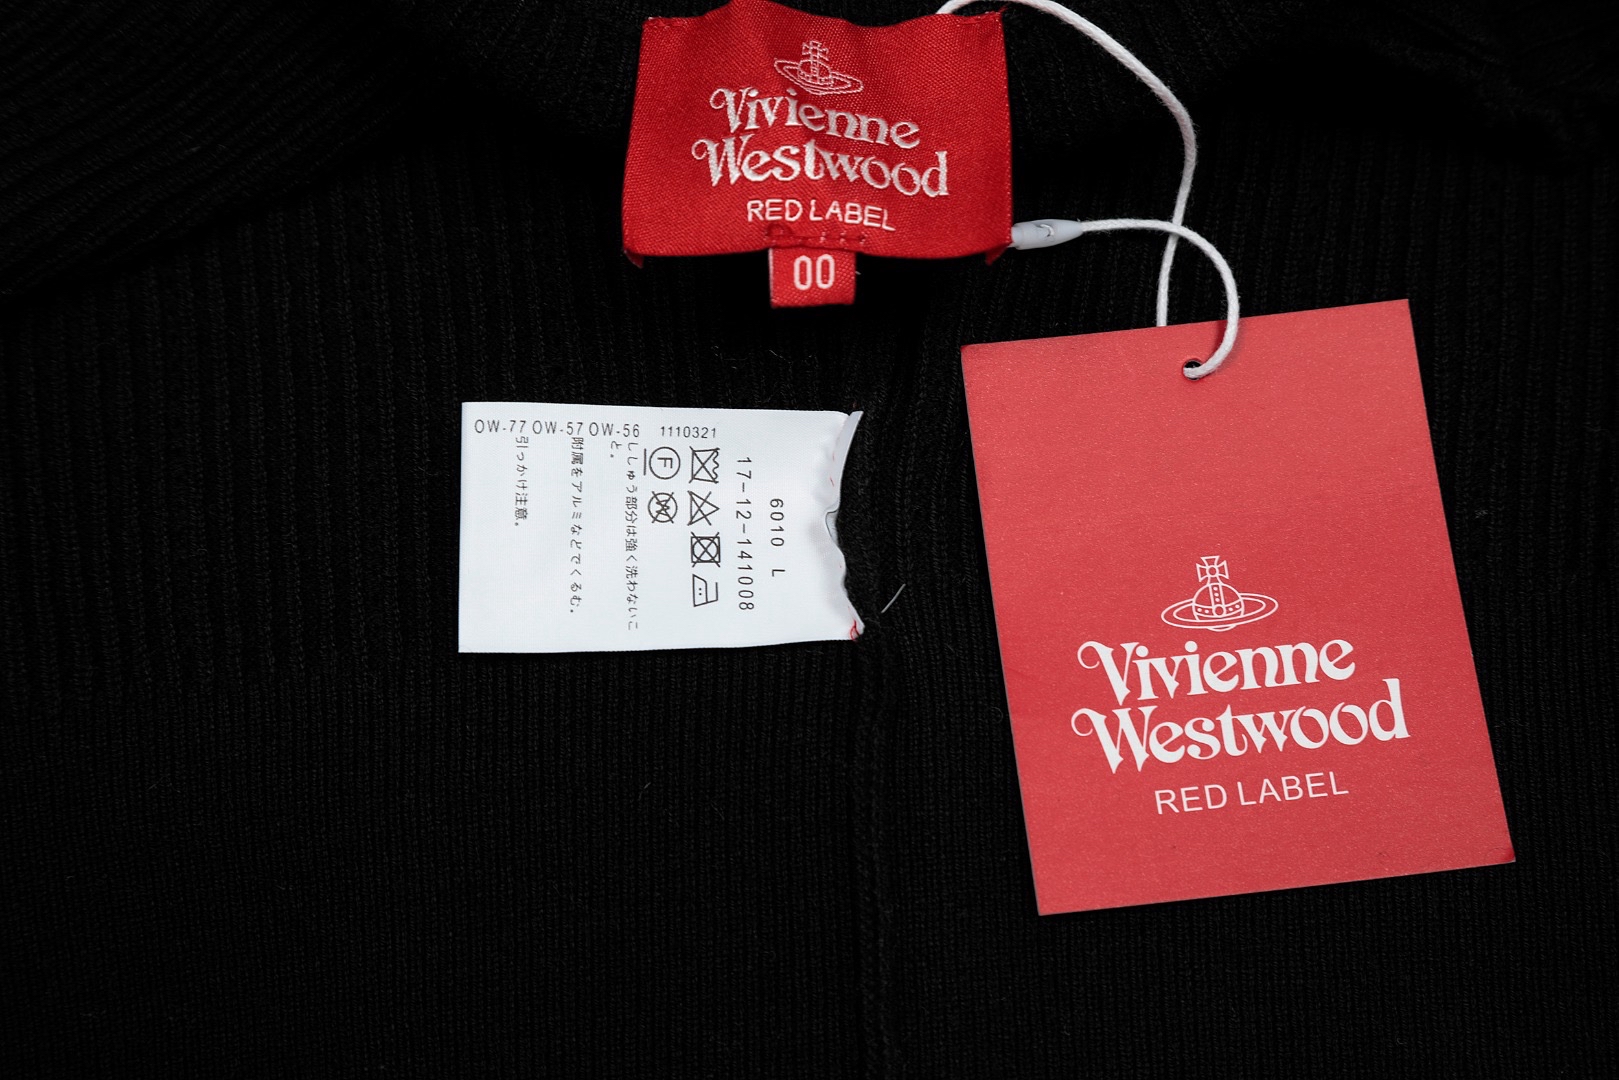 Vivienne
Westwood
RED LABEL
00
OW-77 OW-57 OW-56 1110321
6010 L
17-12-141008
F
W
ししゅう部分は強く洗わないこ
と。
附属をアルミなどでくるむ。
引っかけ注意。
Vivienne
Westwood
RED LABEL